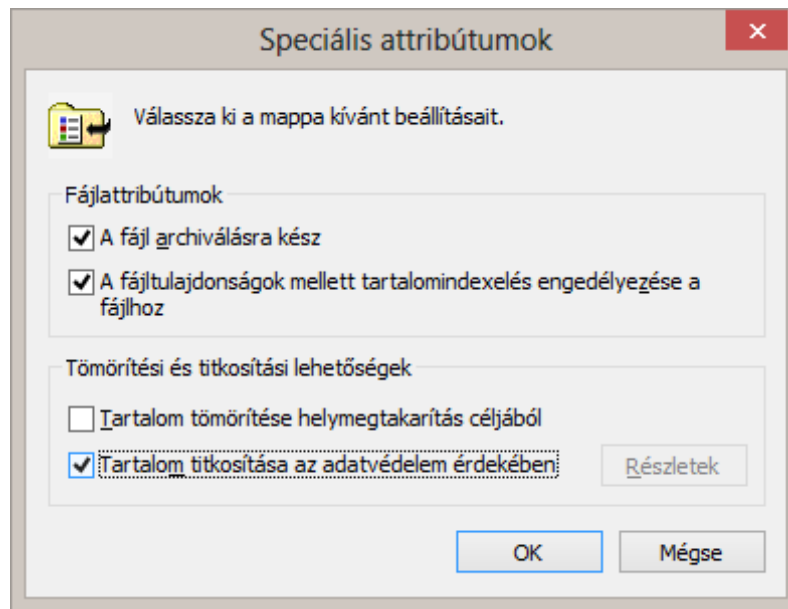 Speciális attribútumok
Válassza ki a mappa kívánt beállításait.
Fájlattribútumok
A fájl archiválásra kész
A fájltulajdonságok mellett tartalomindexelés engedélyezése a
fájlhoz
Tömörítési és titkosítási lehetőségek
Tartalom tömörítése helymegtakarítás céljából
Tartalom titkosítása az adatvédelem érdekében
Részletek
OK
Mégse